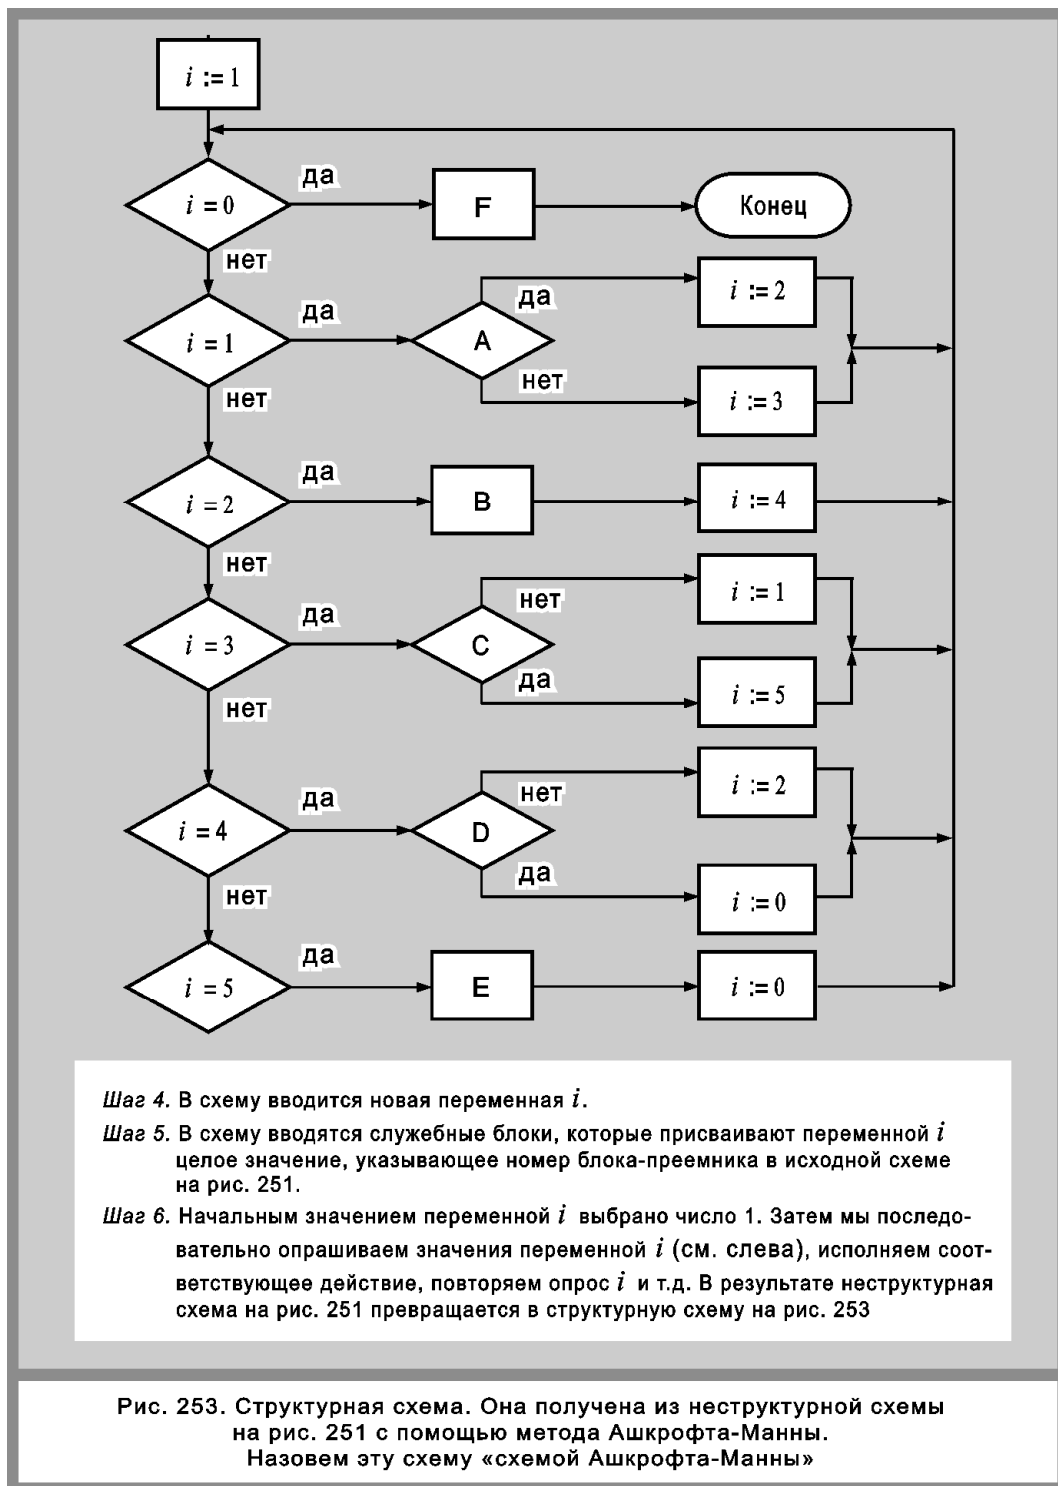 i := 1
i = 0
да
F
Конец
нет
i = 1
да
A
да
i := 2
нет
i := 3
нет
i = 2
да
B
i := 4
нет
i = 3
да
C
нет
i := 1
да
i := 5
нет
i = 4
да
D
нет
i := 2
да
i := 0
нет
i = 5
да
E
i := 0
Шаг 4. В схему вводится новая переменная i.
Шаг 5. В схему вводятся служебные блоки, которые присваивают переменной i
целое значение, указывающее номер блока-преемника в исходной схеме
на рис. 251.
Шаг 6. Начальным значением переменной i выбрано число 1. Затем мы последо-
вательно опрашиваем значения переменной i (см. слева), исполняем соот-
ветствующее действие, повторяем опрос i и т.д. В результате неструктурная
схема на рис. 251 превращается в структурную схему на рис. 253
Рис. 253. Структурная схема. Она получена из неструктурной схемы
на рис. 251 с помощью метода Ашкрофта-Манны.
Назовем эту схему «схемой Ашкрофта-Манны»